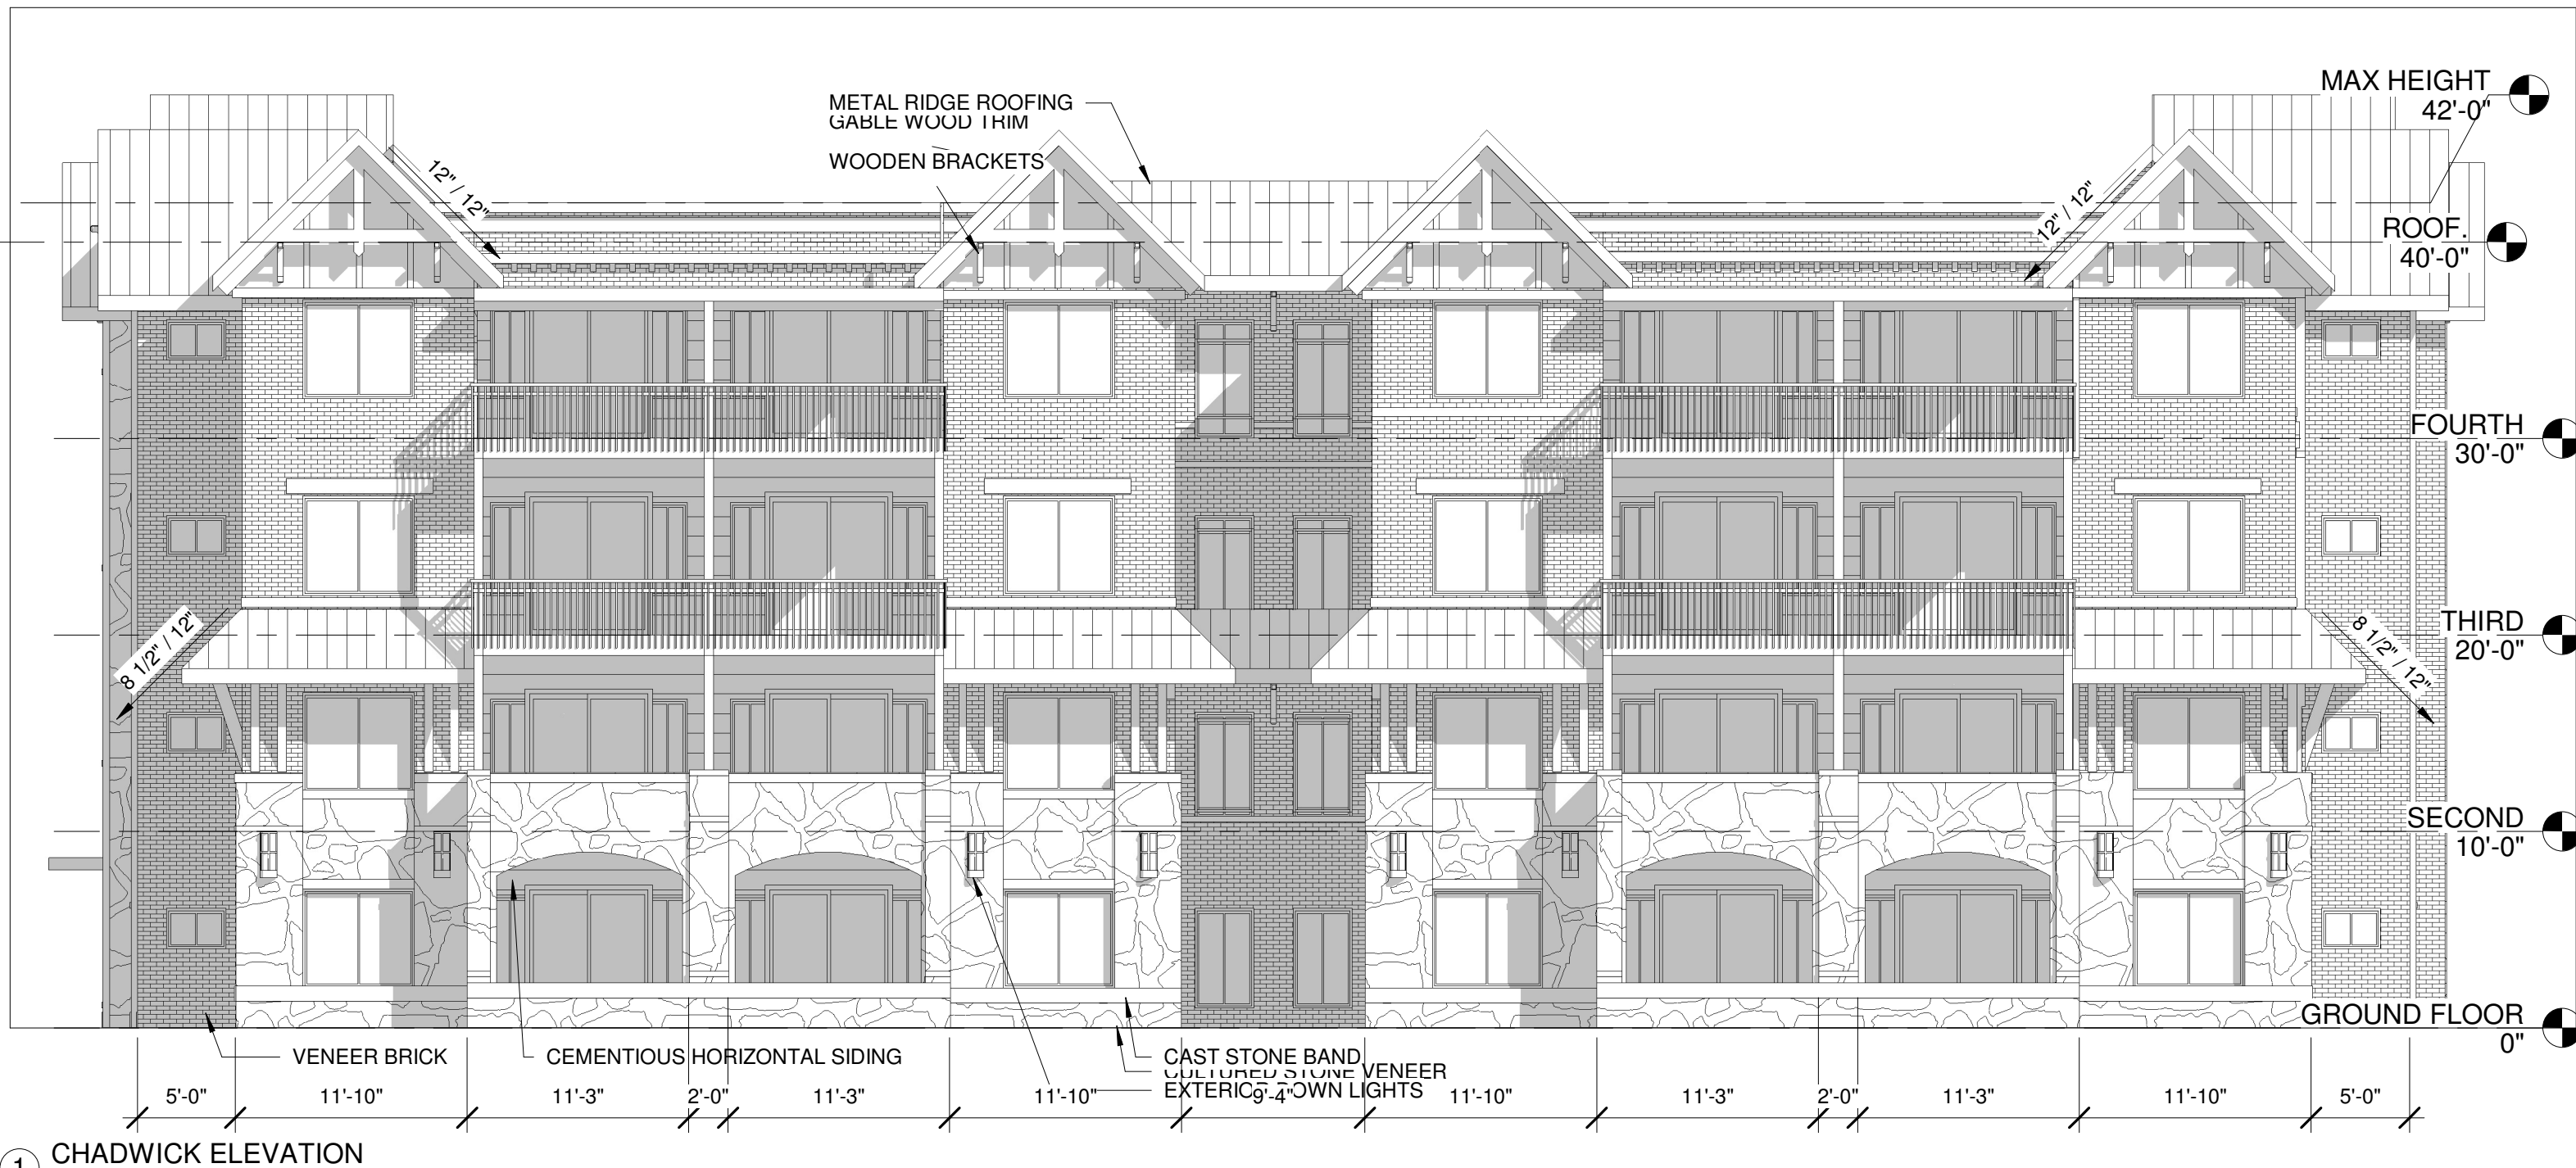 MAX HEIGHT
42'-0"
METAL RIDGE ROOFING
GABLE WOOD TRIM
WOODEN BRACKETS
12" / 12"
12" / 12"
ROOF.
40'-0"
FOURTH
30'-0"
THIRD
20'-0"
8 1/2" / 12"
8 1/2" / 12"
SECOND
10'-0"
GROUND FLOOR
0"
VENEER BRICK
CEMENTIOUS HORIZONTAL SIDING
CAST STONE BAND
CULTURED STONE VENEER
EXTERIOR DOWN LIGHTS
5'-0" 11'-10" 11'-3" 2'-0" 11'-3" 11'-10" 9'-4" 11'-10" 11'-3" 2'-0" 11'-3" 11'-10" 5'-0"
1 CHADWICK ELEVATION